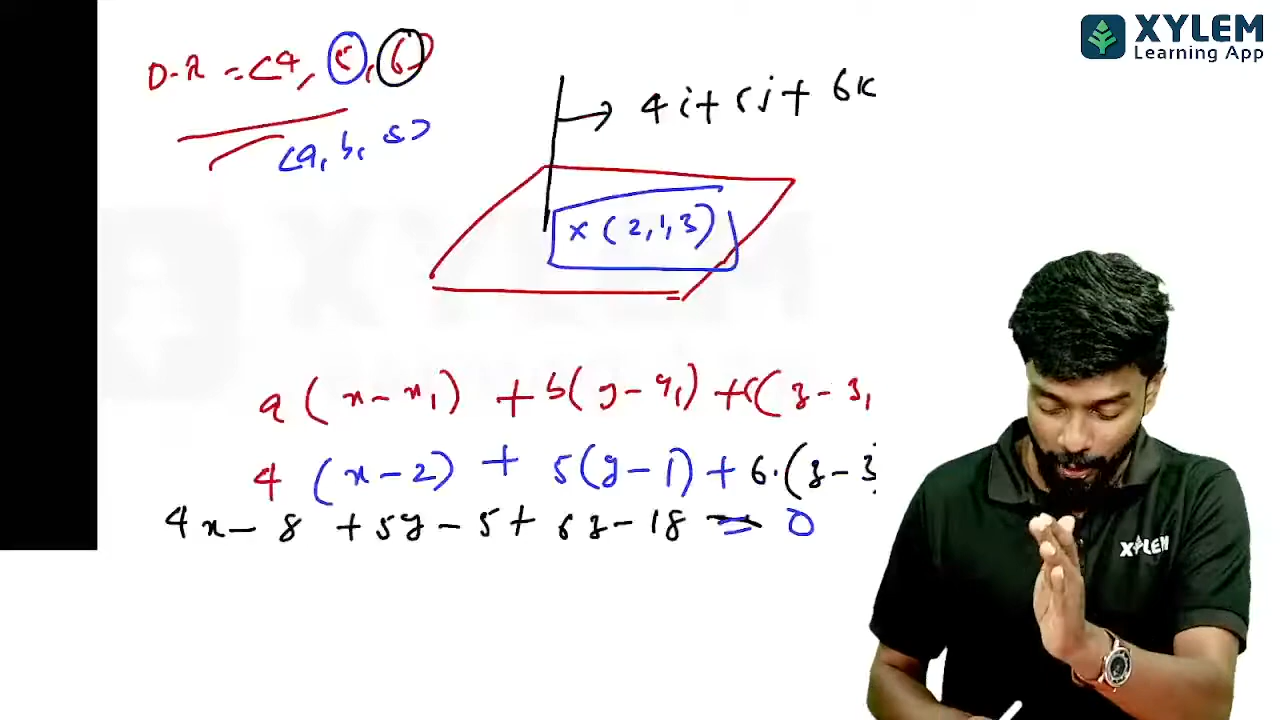 XYLEM
Learning App
D.R = <4, 5, 6>
<a, b, c>
→ 4i + 5j + 6k
x (2,1,3)
a (x - x₁) + b(y - y₁) + c(z - z₁
4 (x - 2) + 5(y - 1) + 6.(z - 3)
4x - 8 + 5y - 5 + 6z - 18 = 0
XYLEM
XYLEM